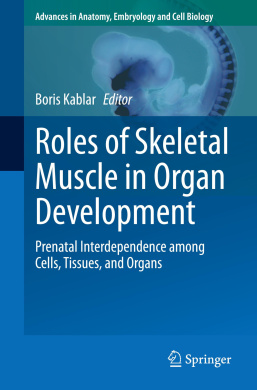 Advances in Anatomy, Embryology and Cell Biology
Boris Kablar Editor
Roles of Skeletal
Muscle in Organ
Development
Prenatal Interdependence among
Cells, Tissues, and Organs
Springer